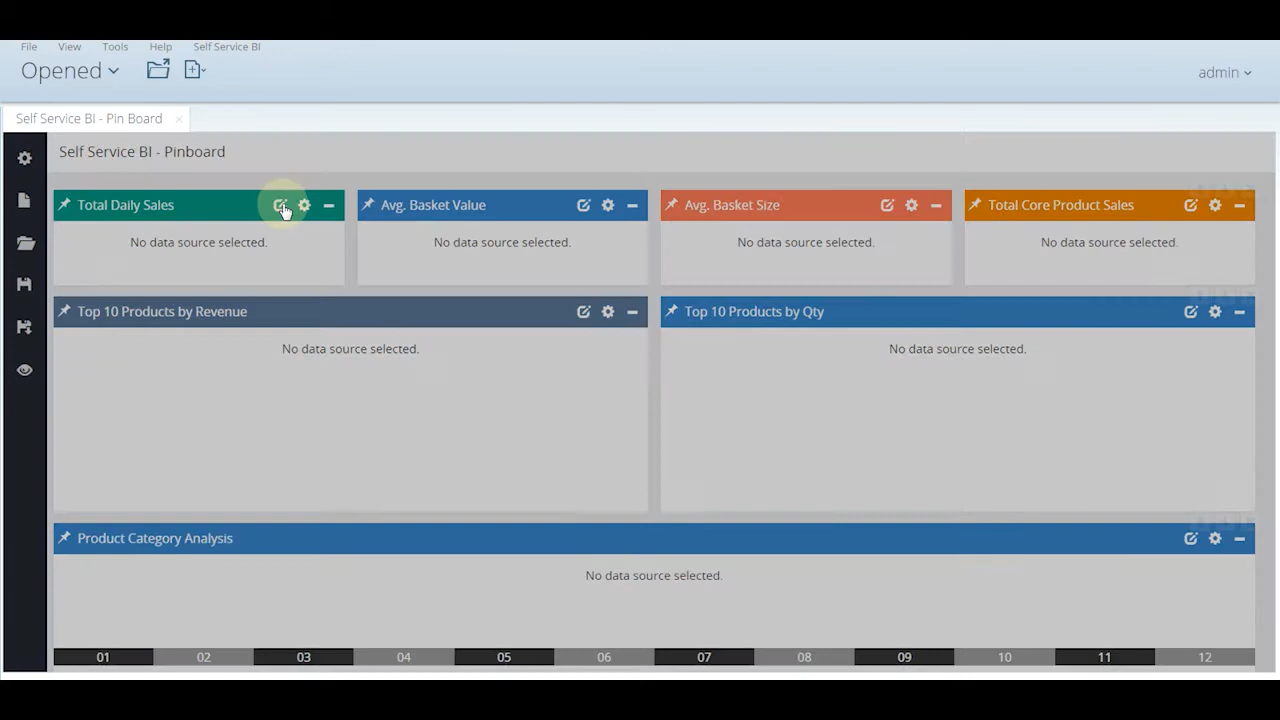 File View Tools Help Self Service BI
Opened
admin
Self Service BI - Pin Board
Self Service BI - Pinboard
Total Daily Sales
Avg. Basket Value
Avg. Basket Size
Total Core Product Sales
No data source selected.
No data source selected.
No data source selected.
No data source selected.
Top 10 Products by Revenue
Top 10 Products by Qty
No data source selected.
No data source selected.
Product Category Analysis
No data source selected.
01 02 03 04 05 06 07 08 09 10 11 12